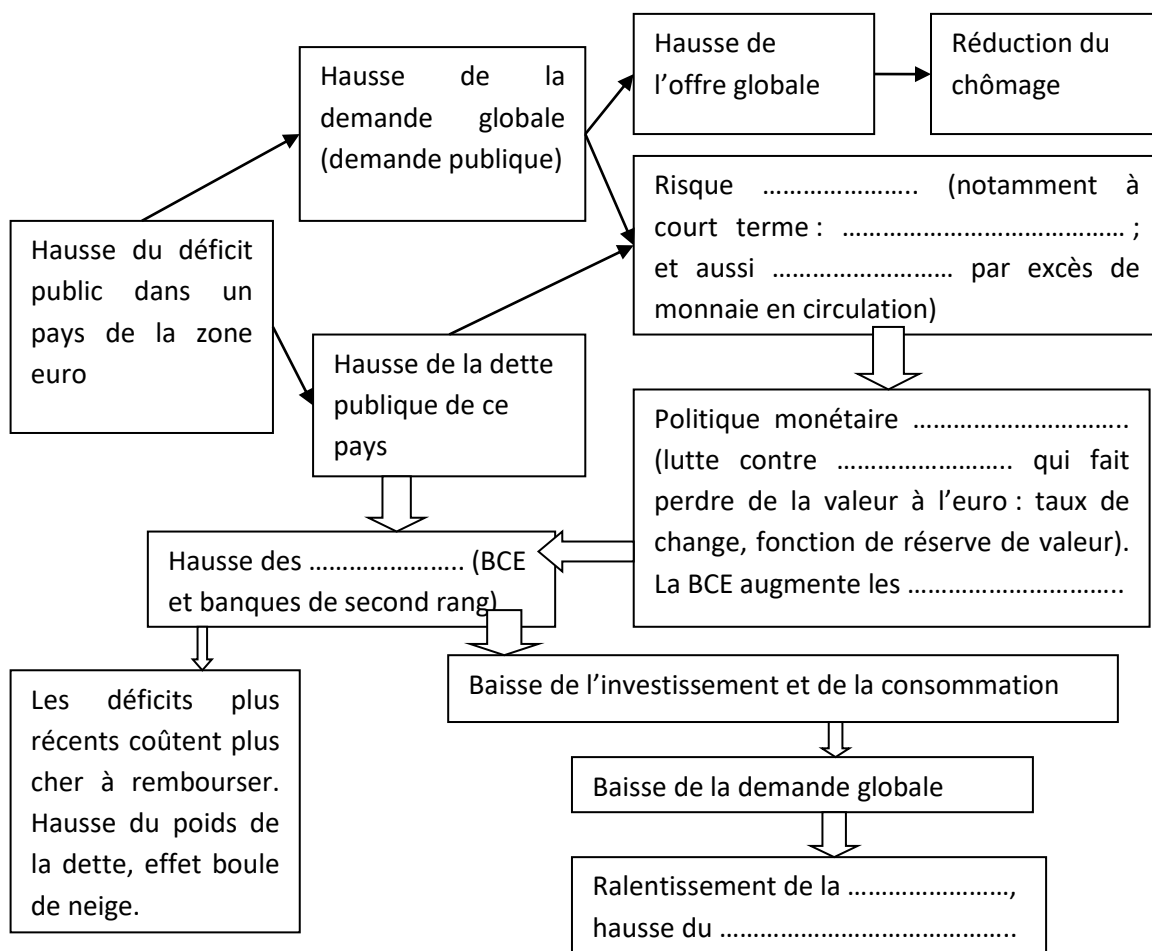 Hausse du déficit
public dans un
pays de la zone
euro
Hausse de la
demande globale
(demande publique)
Hausse de
l’offre globale
Réduction du
chômage
Risque ………………….. (notamment à
court terme : ………………………………… ;
et aussi …………………… par excès de
monnaie en circulation)
Hausse de la dette
publique de ce
pays
Politique monétaire ………………………..
(lutte contre …………………….. qui fait
perdre de la valeur à l’euro : taux de
change, fonction de réserve de valeur).
La BCE augmente les ………………………..
Hausse des ………………….. (BCE
et banques de second rang)
Les déficits plus
récents coûtent plus
cher à rembourser.
Hausse du poids de
la dette, effet boule
de neige.
Baisse de l’investissement et de la consommation
Baisse de la demande globale
Ralentissement de la ………………….,
hausse du …………………………………..